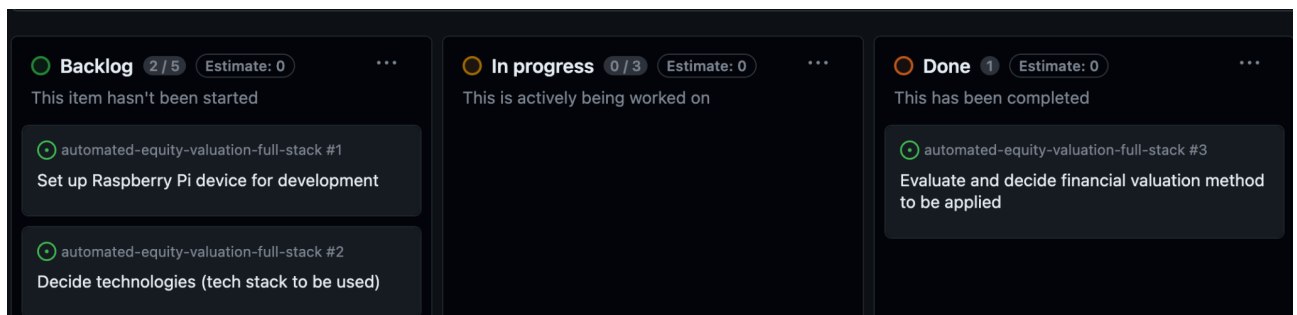 Backlog 2 / 5 Estimate: 0 ...
This item hasn't been started
automated-equity-valuation-full-stack #1
Set up Raspberry Pi device for development
automated-equity-valuation-full-stack #2
Decide technologies (tech stack to be used)
In progress 0 / 3 Estimate: 0 ...
This is actively being worked on
Done 1 Estimate: 0 ...
This has been completed
automated-equity-valuation-full-stack #3
Evaluate and decide financial valuation method
to be applied